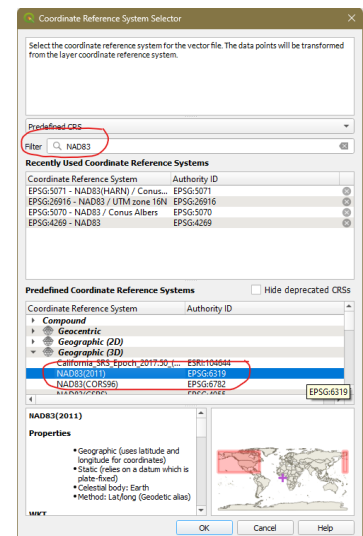 Coordinate Reference System Selector
Select the coordinate reference system for the vector file. The data points will be transformed
from the layer coordinate reference system.
Predefined CRS
Filter NAD83
Recently Used Coordinate Reference Systems
Coordinate Reference System Authority ID
EPSG:5071 - NAD83(HARN) / Conus... EPSG:5071
EPSG:26916 - NAD83 / UTM zone 16N EPSG:26916
EPSG:5070 - NAD83 / Conus Albers EPSG:5070
EPSG:4269 - NAD83 EPSG:4269
Predefined Coordinate Reference Systems Hide deprecated CRSs
Coordinate Reference System Authority ID
Compound
Geocentric
Geographic (2D)
Geographic (3D)
California_SRS_Epoch_2017.50_(... ESRI:104644
NAD83(2011) EPSG:6319
NAD83(CORS96) EPSG:6782
EPSG:6319
NAD83(CSRS) EPSG:4955
NAD83(2011)
Properties
• Geographic (uses latitude and
longitude for coordinates)
• Static (relies on a datum which is
plate-fixed)
• Celestial body: Earth
• Method: Lat/long (Geodetic alias)
WKT
OK Cancel Help